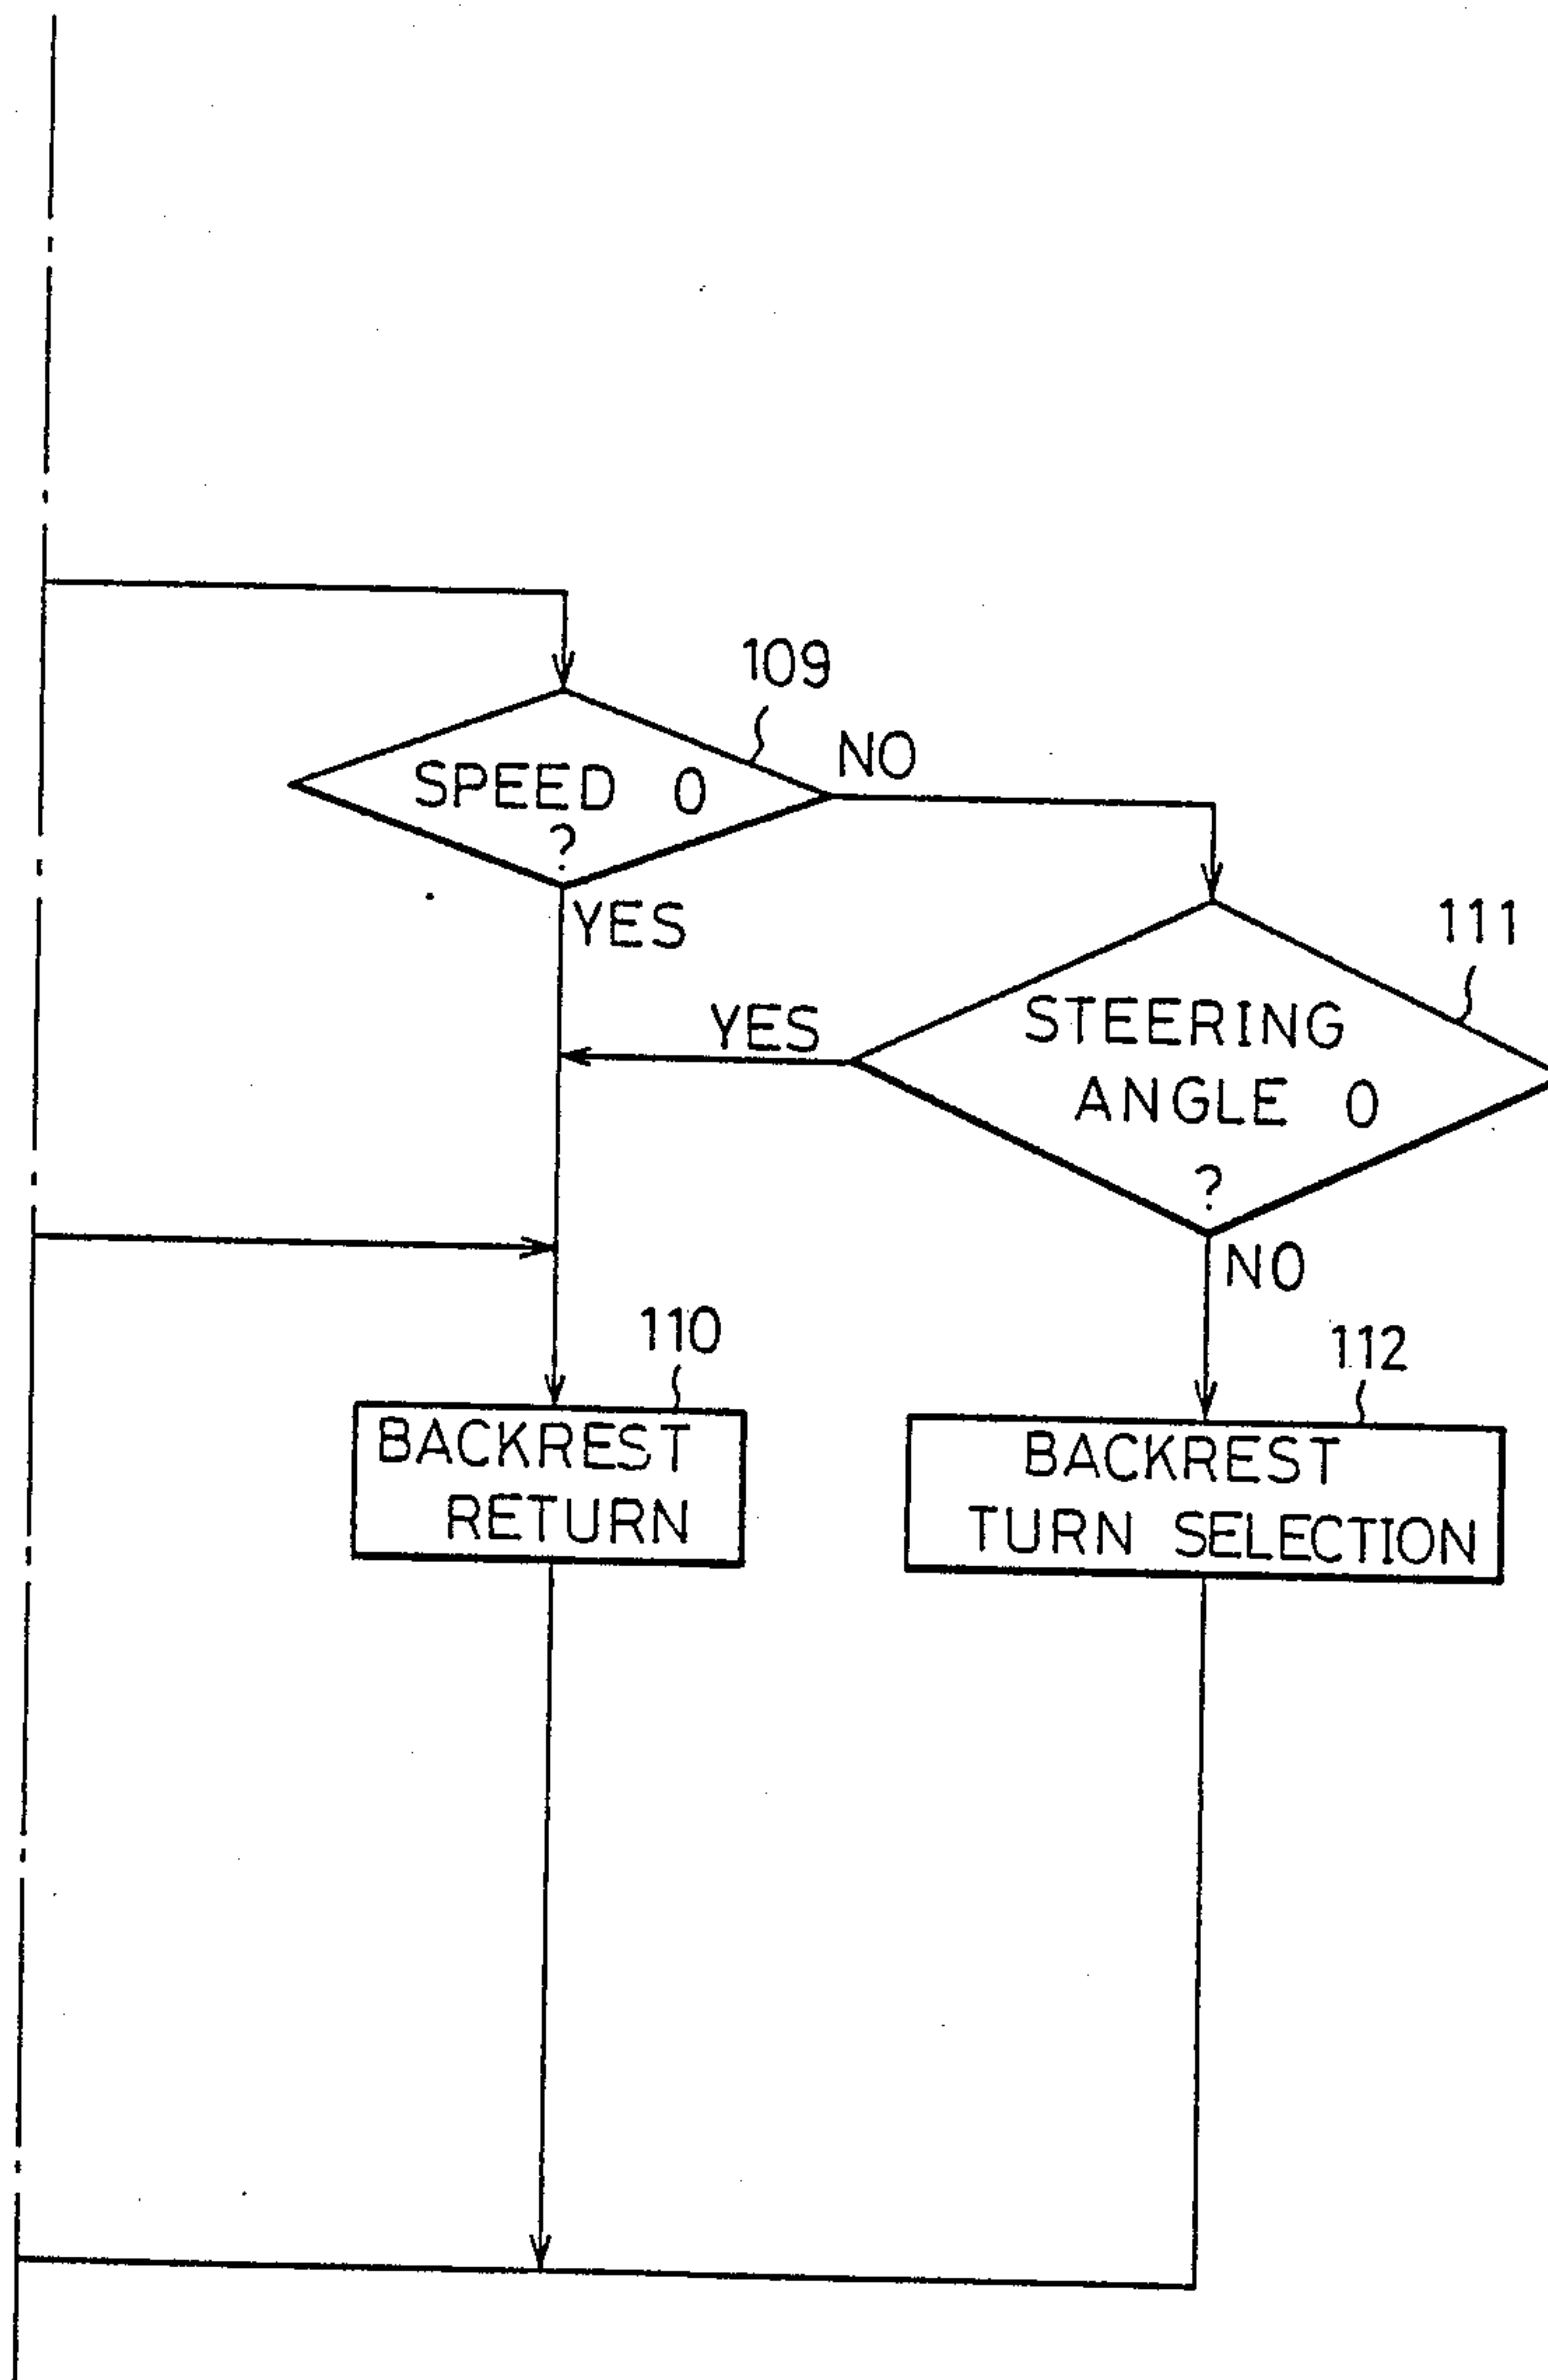 109
SPEED 0
?
NO
YES
111
STEERING
ANGLE 0
?
YES
NO
110
BACKREST
RETURN
112
BACKREST
TURN SELECTION